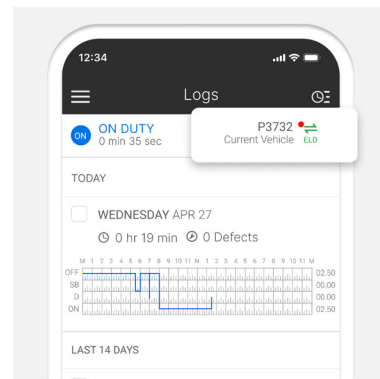 12:34
Logs
ON
ON DUTY
0 min 35 sec
P3732
Current Vehicle
ELD
TODAY
WEDNESDAY APR 27
0 hr 19 min 0 Defects
M 1 2 3 4 5 6 7 8 9 10 11 N 1 2 3 4 5 6 7 8 9 10 11 M
OFF 02.50
SB 00.00
D 00.00
ON 02.50
LAST 14 DAYS